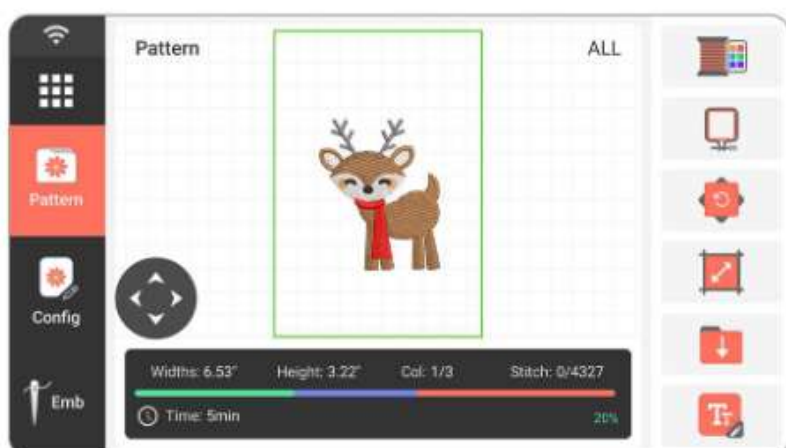 Pattern
ALL
Pattern
Config
Emb
Widths: 6.53" Height: 3.22" Col: 1/3 Stitch: 0/4327
Time: 5min 20%